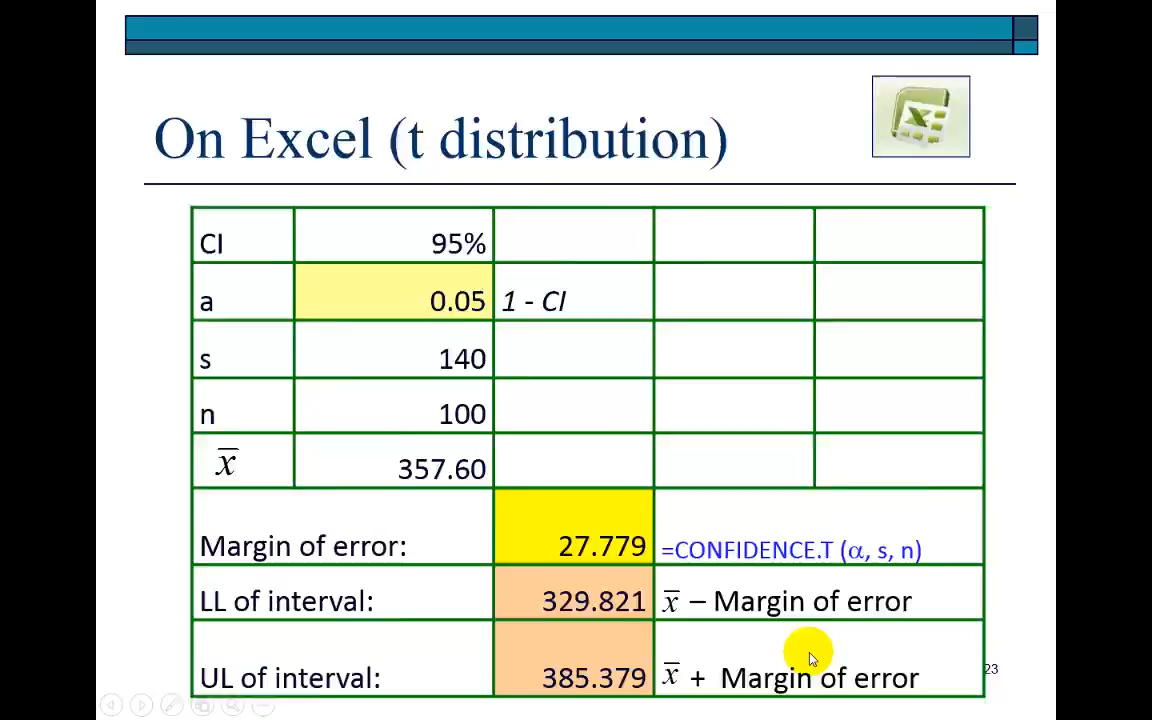 On Excel (t distribution)
CI 95%
a 0.05 1 - CI
s 140
n 100
x̅ 357.60
Margin of error: 27.779 =CONFIDENCE.T (α, s, n)
LL of interval: 329.821 x̅ – Margin of error
UL of interval: 385.379 x̅ + Margin of error
23